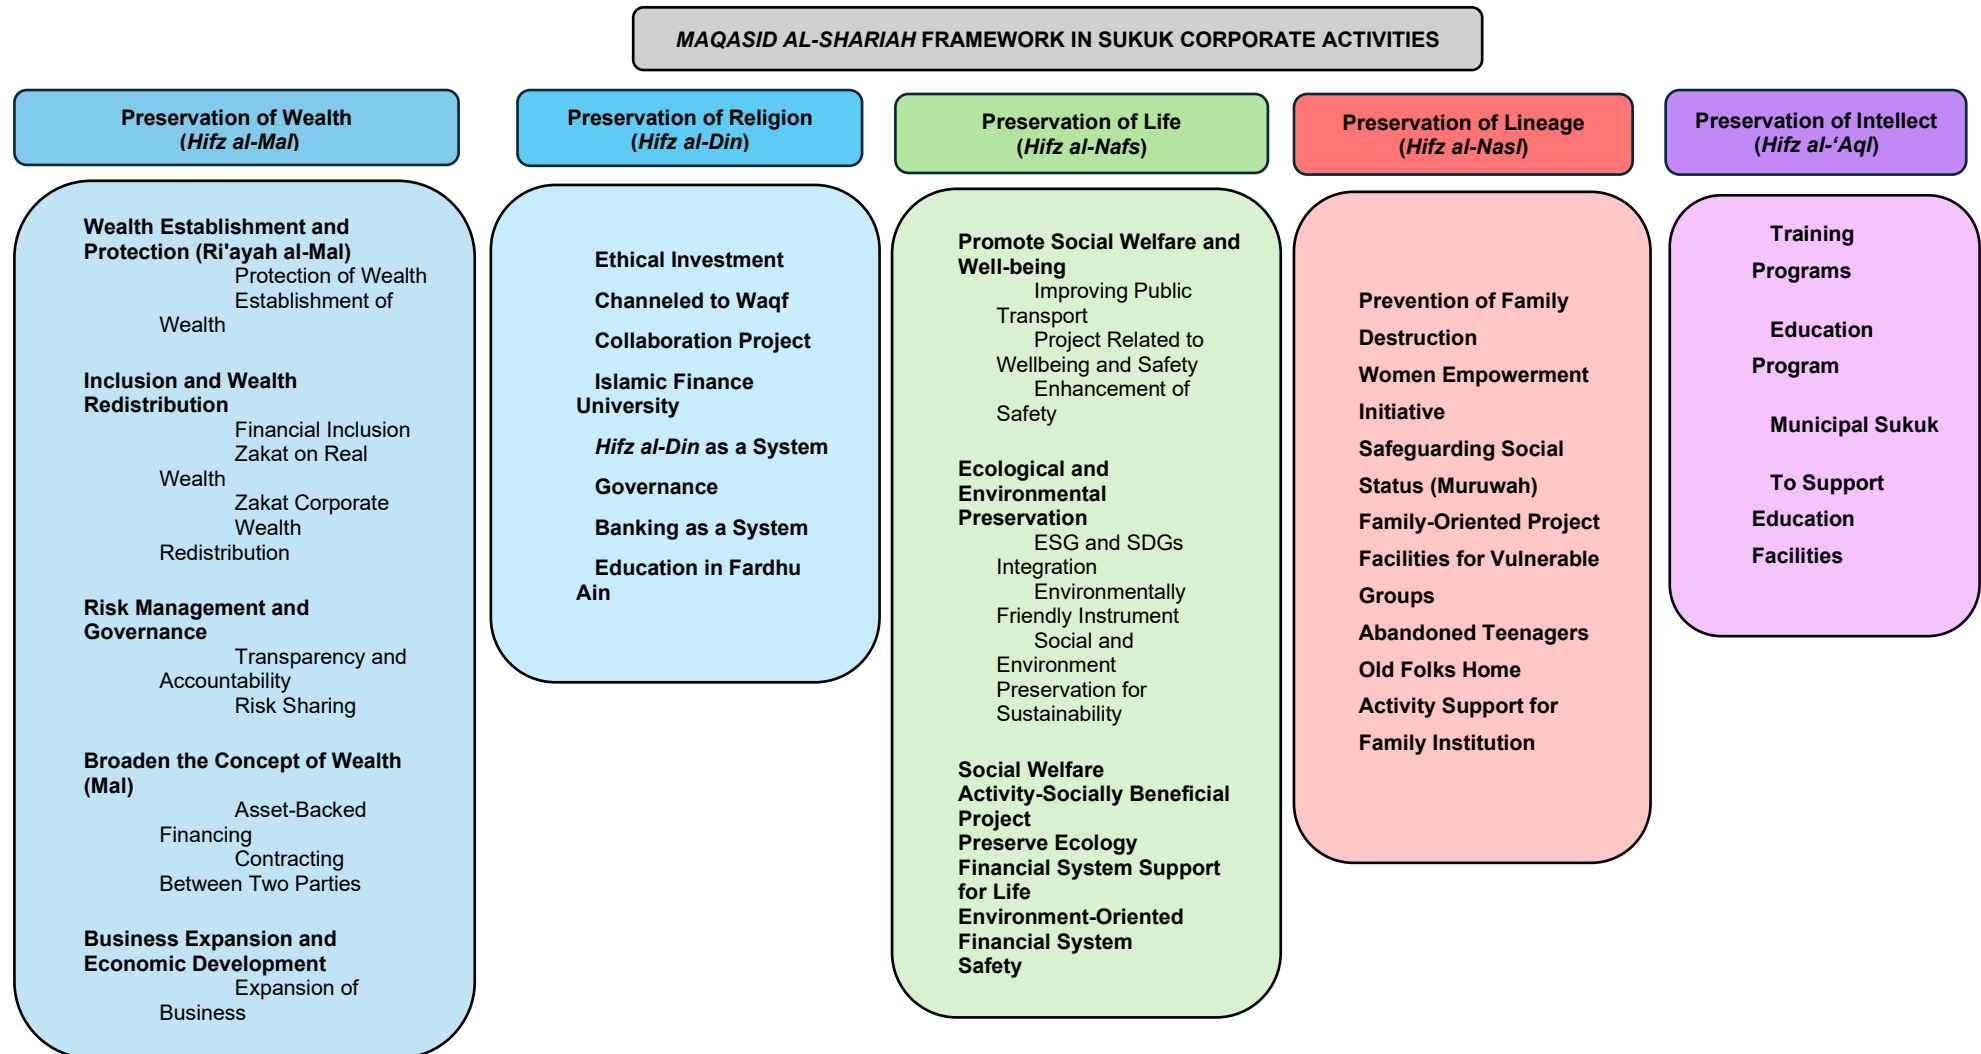 MAQASID AL-SHARIAH FRAMEWORK IN SUKUK CORPORATE ACTIVITIES
Preservation of Wealth
(Hifz al-Mal)
Wealth Establishment and
Protection (Ri'ayah al-Mal)
Protection of Wealth
Establishment of
Wealth
Inclusion and Wealth
Redistribution
Financial Inclusion
Zakat on Real
Wealth
Zakat Corporate
Wealth
Redistribution
Risk Management and
Governance
Transparency and
Accountability
Risk Sharing
Broaden the Concept of Wealth
(Mal)
Asset-Backed
Financing
Contracting
Between Two Parties
Business Expansion and
Economic Development
Expansion of
Business
Preservation of Religion
(Hifz al-Din)
Ethical Investment
Channeled to Waqf
Collaboration Project
Islamic Finance
University
Hifz al-Din as a System
Governance
Banking as a System
Education in Fardhu
Ain
Preservation of Life
(Hifz al-Nafs)
Promote Social Welfare and
Well-being
Improving Public
Transport
Project Related to
Wellbeing and Safety
Enhancement of
Safety
Ecological and
Environmental
Preservation
ESG and SDGs
Integration
Environmentally
Friendly Instrument
Social and
Environment
Preservation for
Sustainability
Social Welfare
Activity-Socially Beneficial
Project
Preserve Ecology
Financial System Support
for Life
Environment-Oriented
Financial System
Safety
Preservation of Lineage
(Hifz al-Nasl)
Prevention of Family
Destruction
Women Empowerment
Initiative
Safeguarding Social
Status (Muruwah)
Family-Oriented Project
Facilities for Vulnerable
Groups
Abandoned Teenagers
Old Folks Home
Activity Support for
Family Institution
Preservation of Intellect
(Hifz al-‘Aql)
Training
Programs
Education
Program
Municipal Sukuk
To Support
Education
Facilities